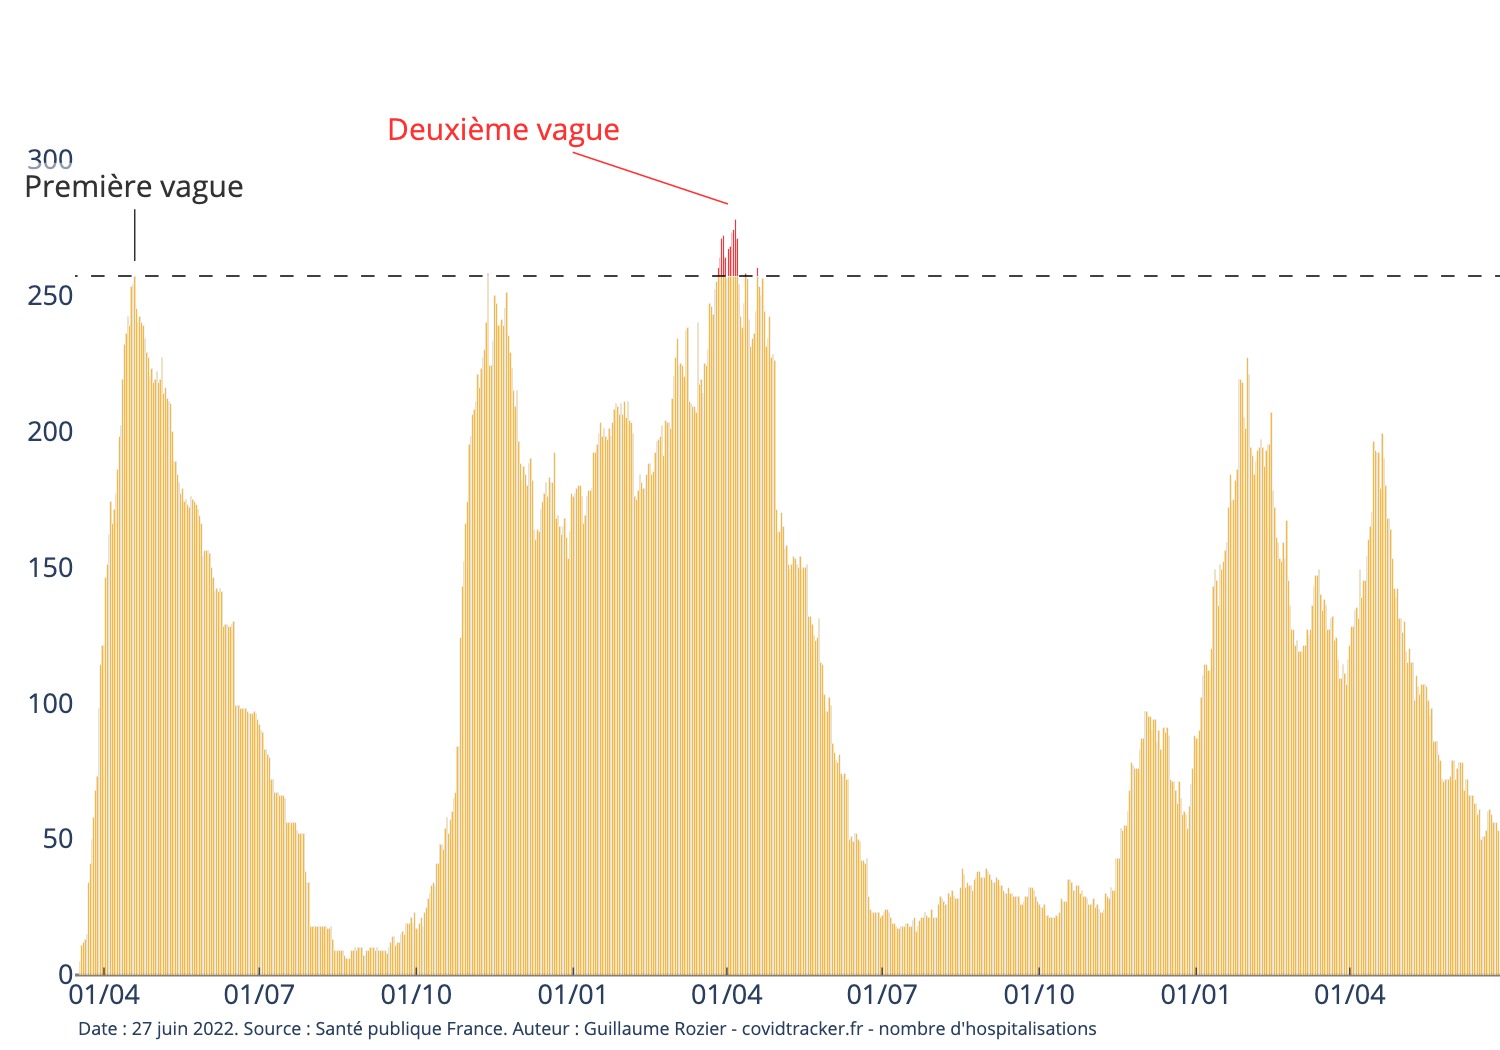 Deuxième vague
300
Première vague
250
200
150
100
50
0
01/04 01/07 01/10 01/01 01/04 01/07 01/10 01/01 01/04
Date : 27 juin 2022. Source : Santé publique France. Auteur : Guillaume Rozier - covidtracker.fr - nombre d'hospitalisations